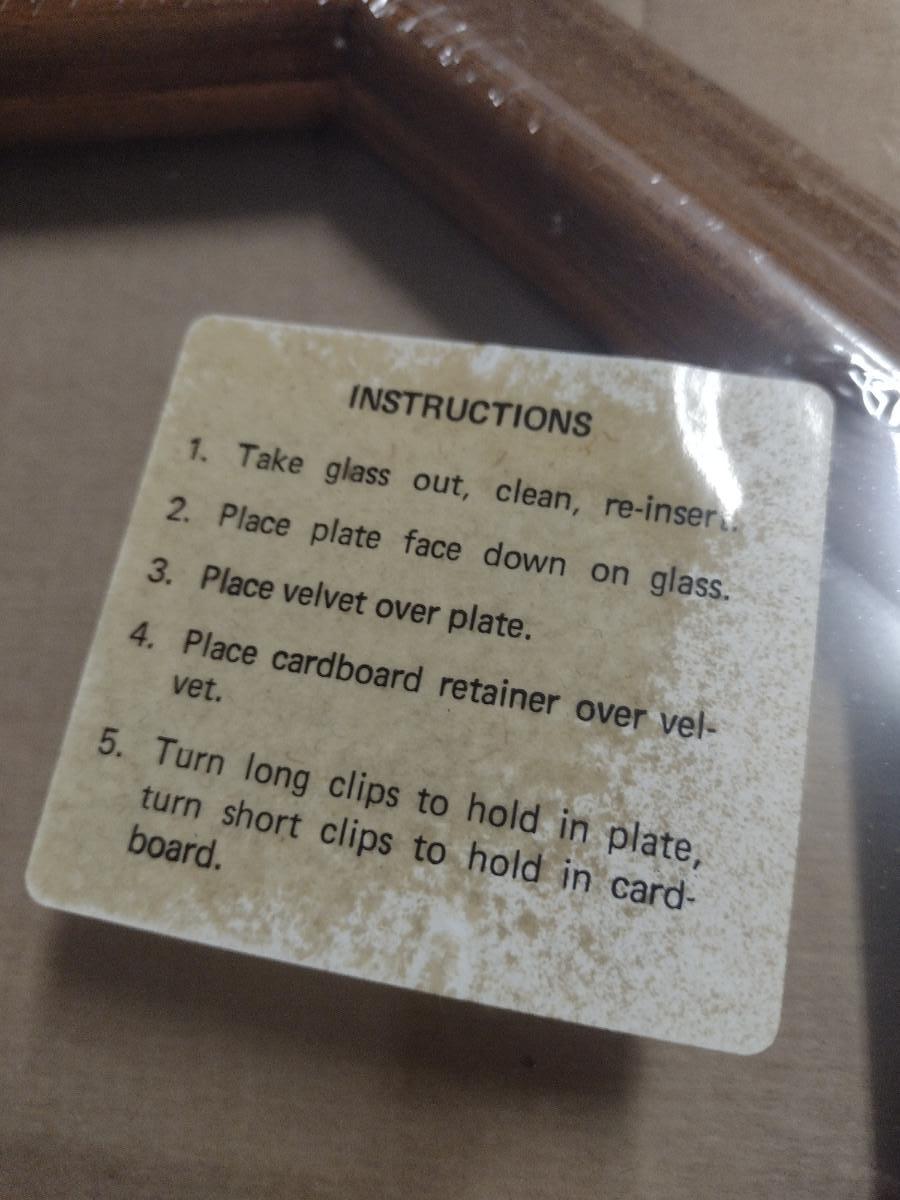 INSTRUCTIONS
1. Take glass out, clean, re-insert.
2. Place plate face down on glass.
3. Place velvet over plate.
4. Place cardboard retainer over vel-
vet.
5. Turn long clips to hold in plate,
turn short clips to hold in card-
board.